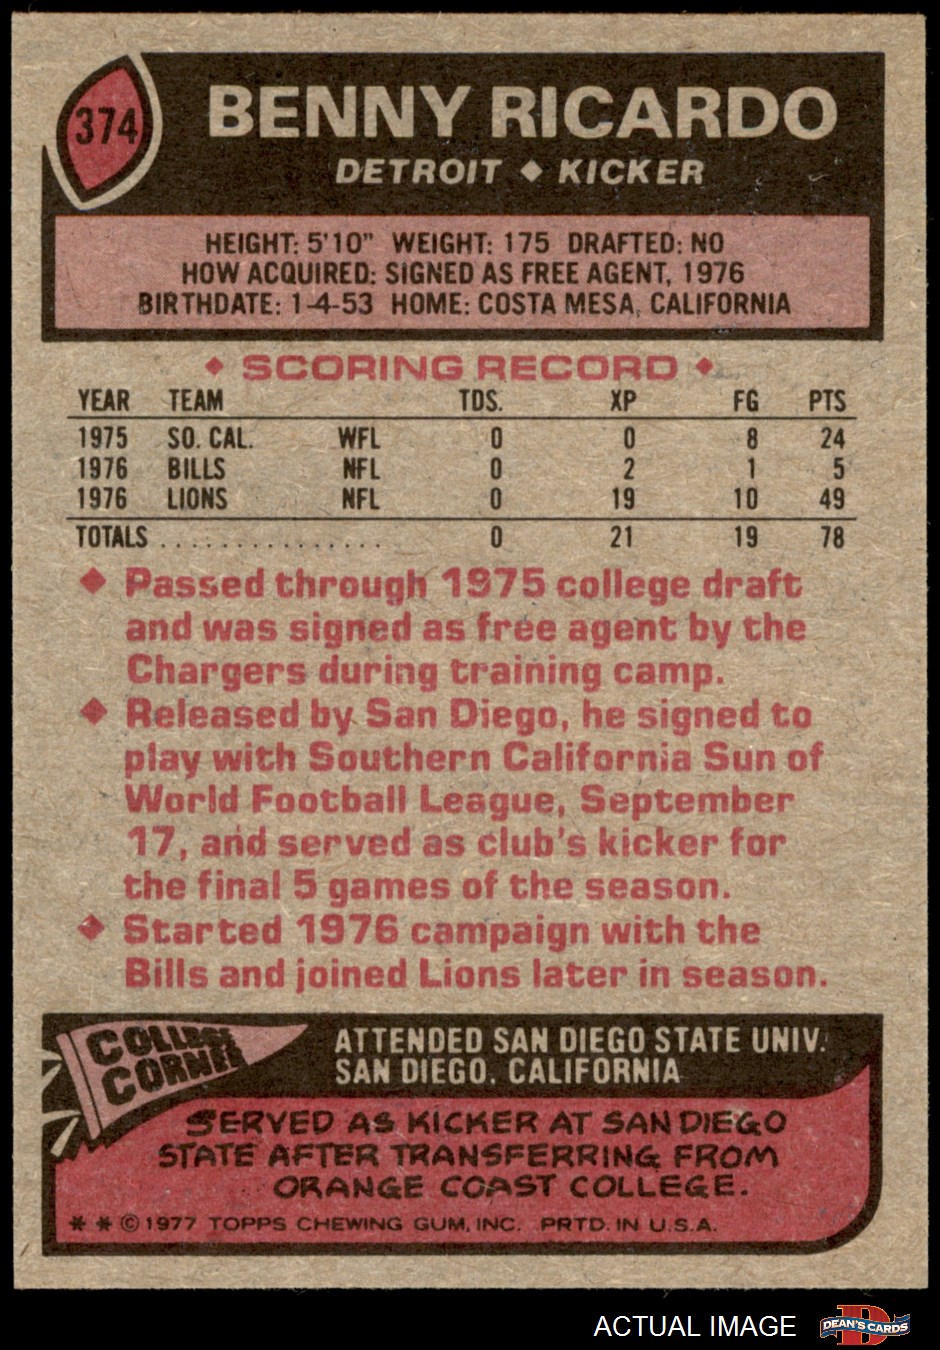 374
BENNY RICARDO
DETROIT ◆ KICKER
HEIGHT: 5'10" WEIGHT: 175 DRAFTED: NO
HOW ACQUIRED: SIGNED AS FREE AGENT, 1976
BIRTHDATE: 1-4-53 HOME: COSTA MESA, CALIFORNIA
◆ SCORING RECORD ◆
YEAR TEAM TDS. XP FG PTS
1975 SO. CAL. WFL 0 0 8 24
1976 BILLS NFL 0 2 1 5
1976 LIONS NFL 0 19 10 49
TOTALS . . . . . . . . . . . . . . . . 0 21 19 78
◆ Passed through 1975 college draft
and was signed as free agent by the
Chargers during training camp.
◆ Released by San Diego, he signed to
play with Southern California Sun of
World Football League, September
17, and served as club's kicker for
the final 5 games of the season.
◆ Started 1976 campaign with the
Bills and joined Lions later in season.
COLLEGE
CORNER
ATTENDED SAN DIEGO STATE UNIV.
SAN DIEGO, CALIFORNIA
SERVED AS KICKER AT SAN DIEGO
STATE AFTER TRANSFERRING FROM
ORANGE COAST COLLEGE.
* * © 1977 TOPPS CHEWING GUM, INC. PRTD. IN U.S.A.
ACTUAL IMAGE
D
DEAN'S CARDS